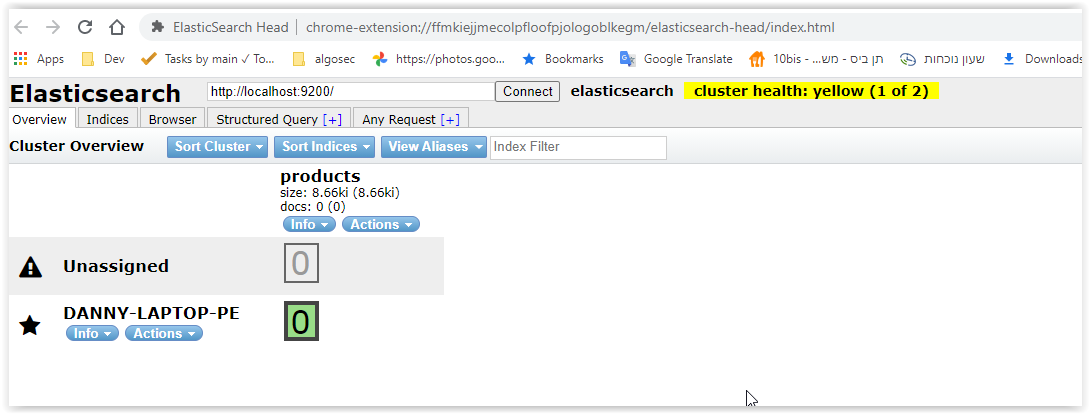 ElasticSearch Head | chrome-extension://ffmkiejjmecolpfloofpjologoblkegm/elasticsearch-head/index.html
Apps Dev Tasks by main ✓ To... algosec https://photos.goo... Bookmarks Google Translate תן ביס - מש... - 10bis שעון נוכחות Downloads
Elasticsearch http://localhost:9200/ Connect elasticsearch cluster health: yellow (1 of 2)
Overview Indices Browser Structured Query [+] Any Request [+]
Cluster Overview Sort Cluster Sort Indices View Aliases Index Filter
products
size: 8.66ki (8.66ki)
docs: 0 (0)
Info Actions
Unassigned 0
DANNY-LAPTOP-PE 0
Info Actions